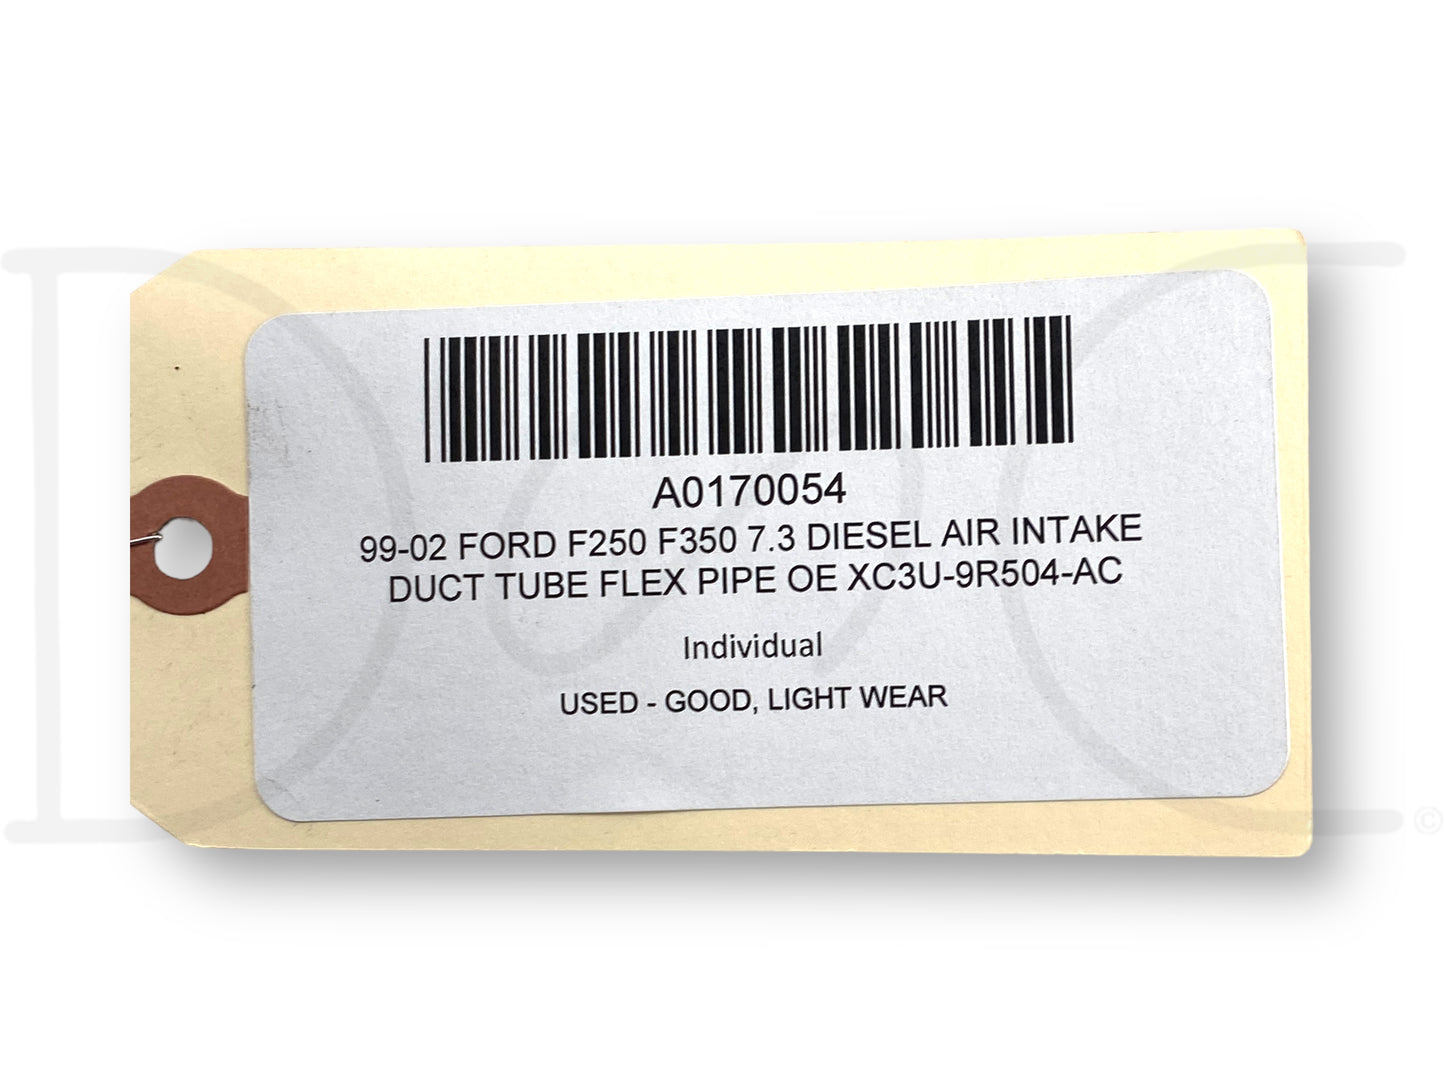 A0170054
99-02 FORD F250 F350 7.3 DIESEL AIR INTAKE
DUCT TUBE FLEX PIPE OE XC3U-9R504-AC
Individual
USED - GOOD, LIGHT WEAR
©